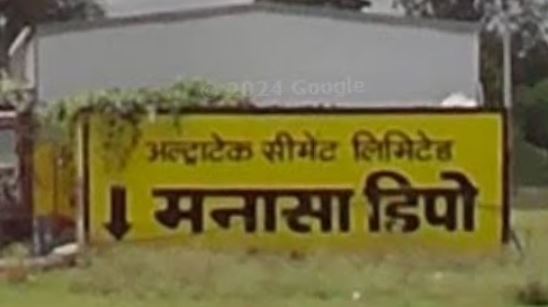 © 2024 Google
अल्ट्राटेक सीमेंट लिमिटेड
↓ मनासा डिपो